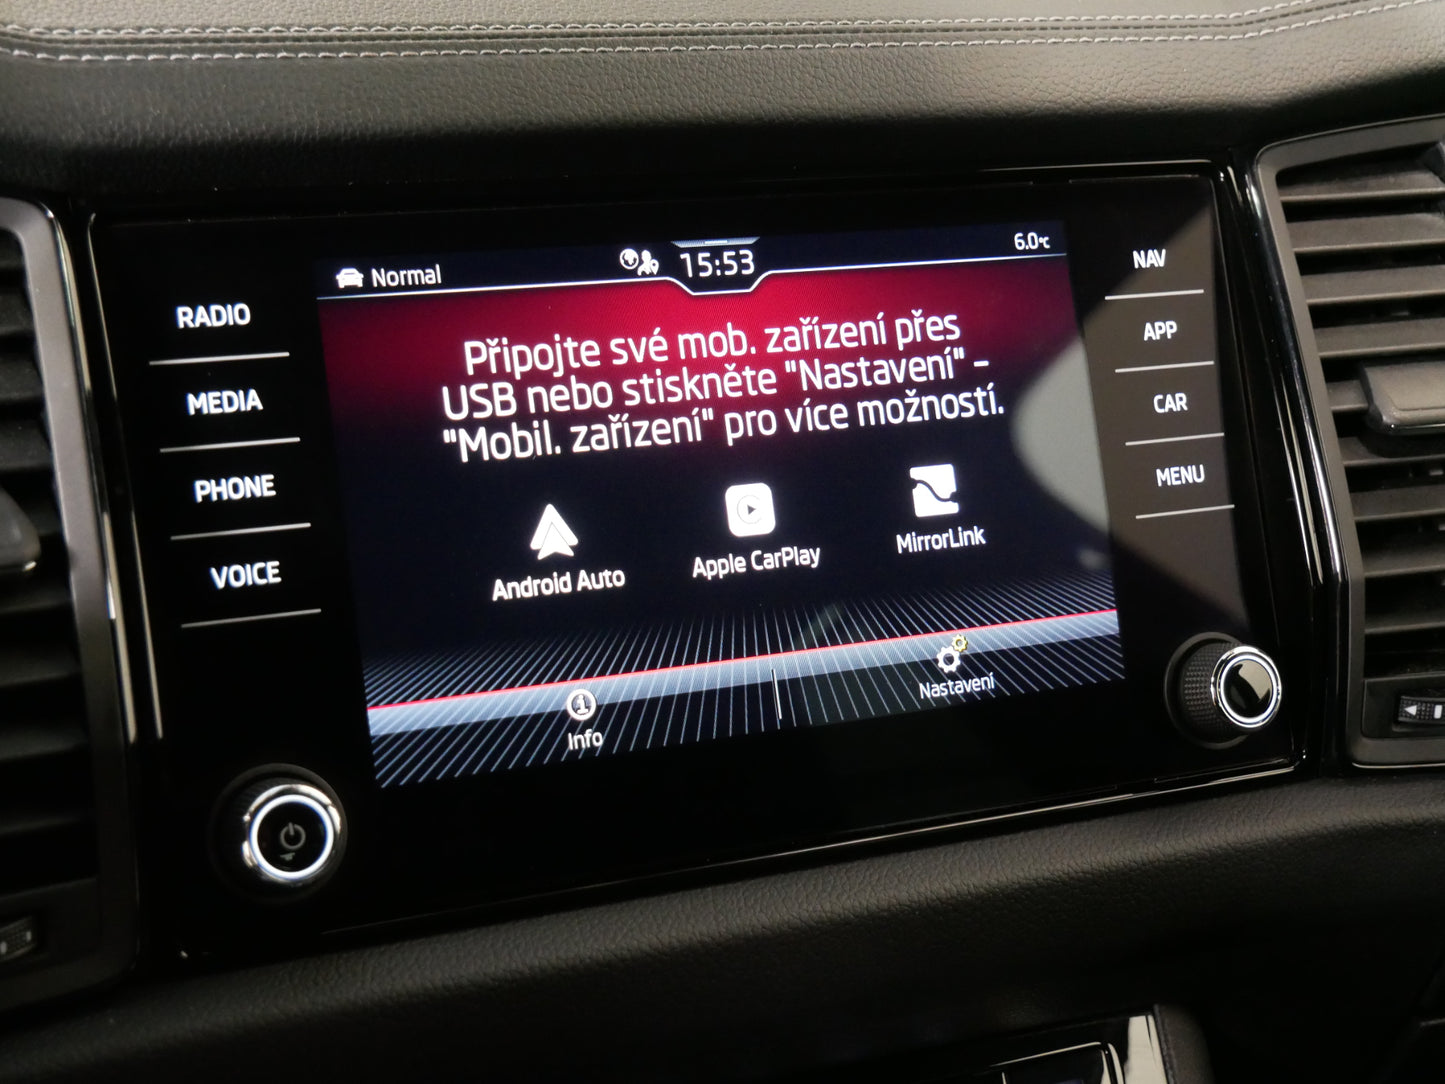 Normal
15:53
6.0°C
RADIO
MEDIA
PHONE
VOICE
Připojte své mob. zařízení přes
USB nebo stiskněte "Nastavení" -
"Mobil. zařízení" pro více možností.
Android Auto
Apple CarPlay
MirrorLink
Info
Nastavení
NAV
APP
CAR
MENU